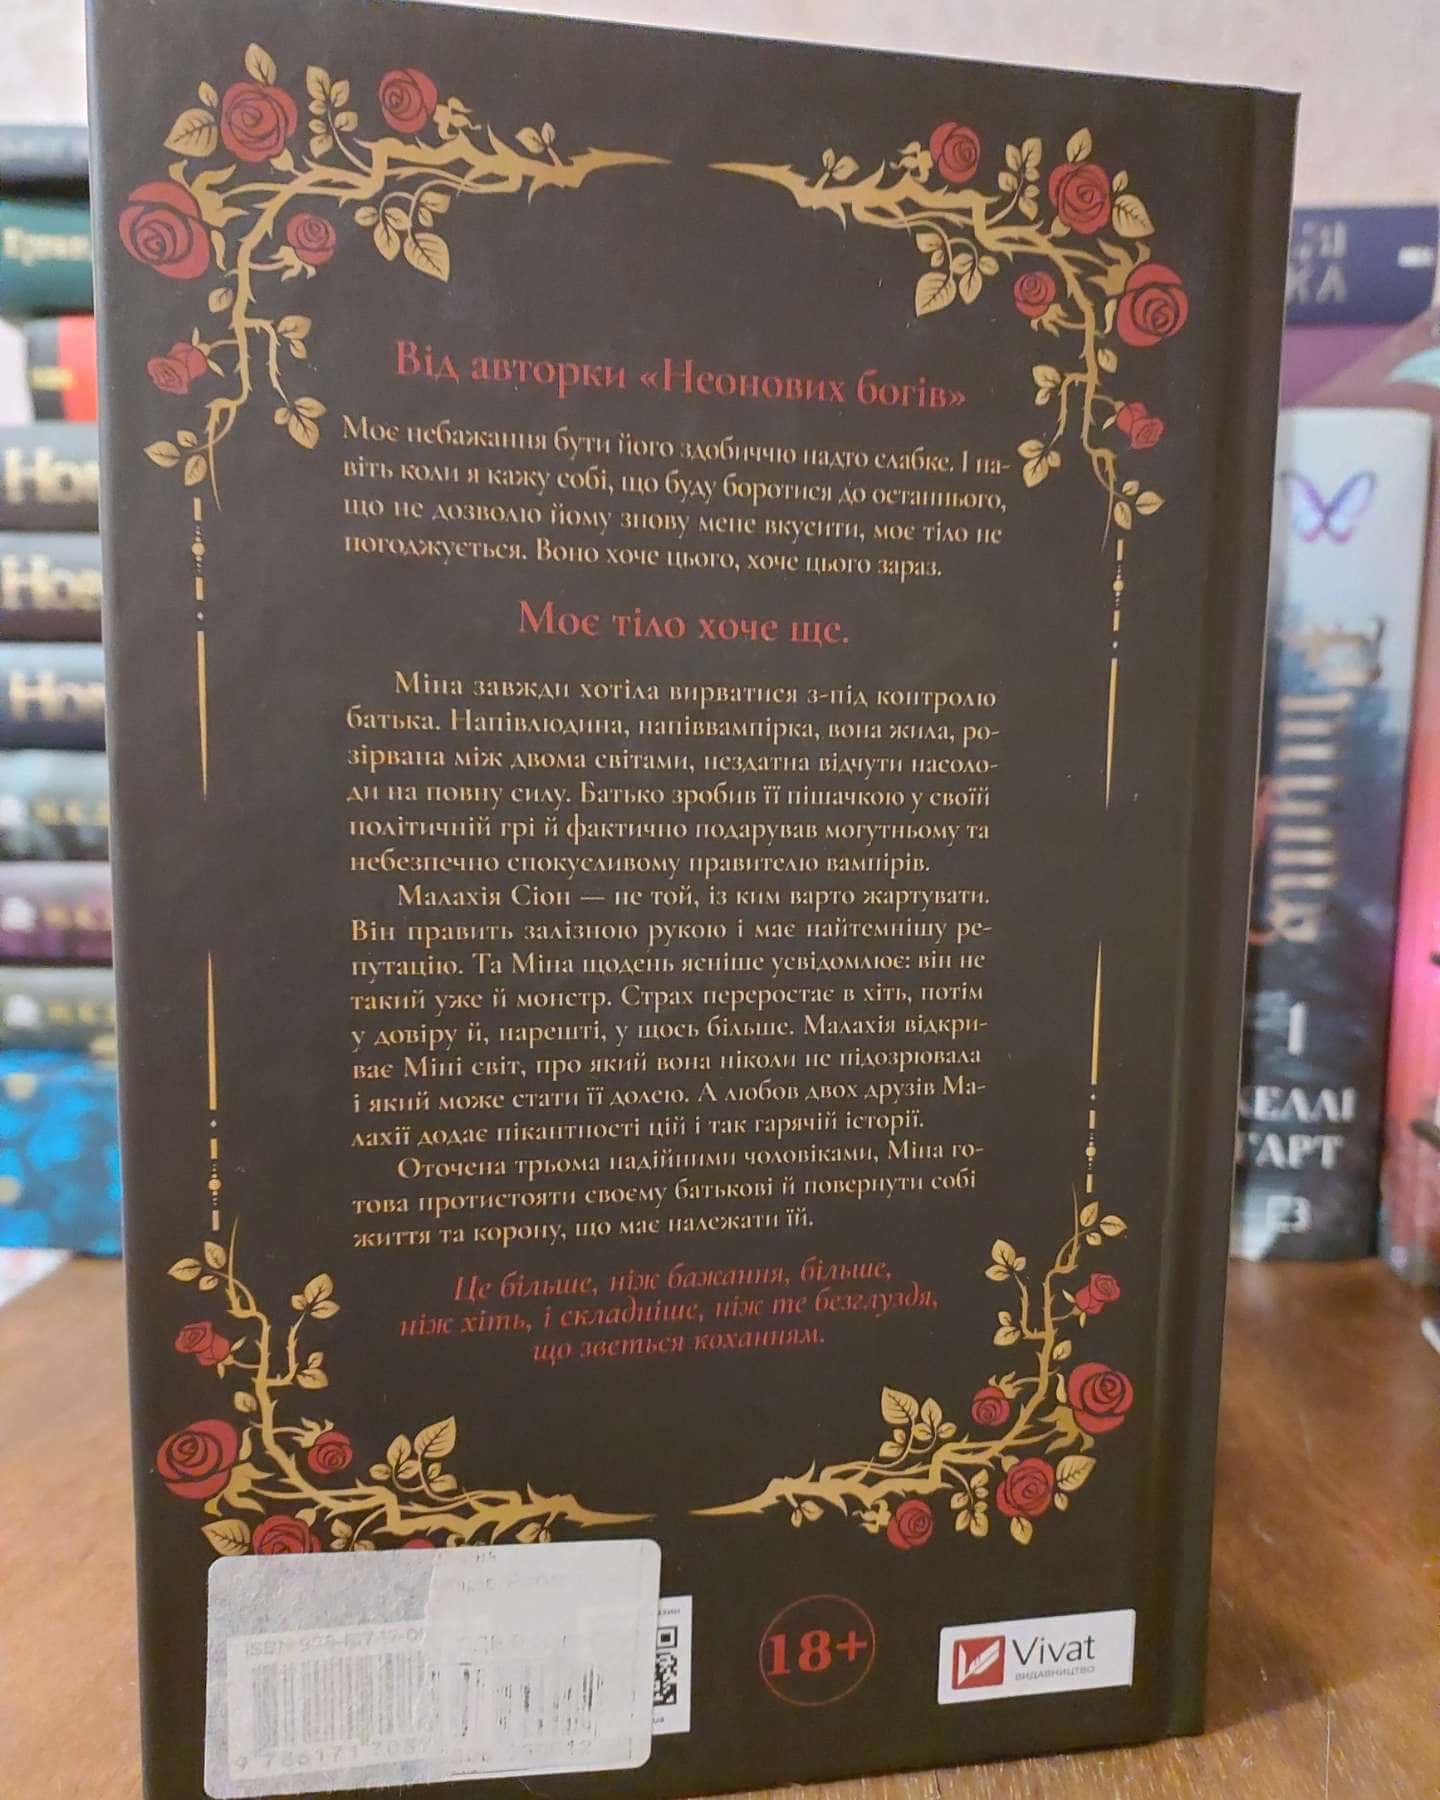 Від авторки «Неонових богів»
Моє небажання бути його здобиччю надто слабке. І на-
віть коли я кажу собі, що буду боротися до останнього,
що не дозволю йому знову мене вкусити, моє тіло не
погоджується. Воно хоче цього, хоче цього зараз.
Моє тіло хоче ще.
Міна завжди хотіла вирватися з-під контролю
батька. Напівлюдина, напіввампірка, вона жила, ро-
зірвана між двома світами, нездатна відчути насоло-
ди на повну силу. Батько зробив її пішачкою у своїй
політичній грі й фактично подарував могутньому та
небезпечно спокусливому правителю вампірів.
Малахія Сіон — не той, із ким варто жартувати.
Він править залізною рукою і має найтемнішу ре-
путацію. Та Міна щодень ясніше усвідомлює: він не
такий уже й монстр. Страх переростає в хіть, потім
у довіру й, нарешті, у щось більше. Малахія відкри-
ває Міні світ, про який вона ніколи не підозрювала
і який може стати її долею. А любов двох друзів Ма-
лахії додає пікантності цій і так гарячій історії.
Оточена трьома надійними чоловіками, Міна го-
това протистояти своєму батькові й повернути собі
життя та корону, що має належати їй.
Це більше, ніж бажання, більше,
ніж хіть, і складніше, ніж те безглуздя,
що зветься коханням.
18+
Vivat
ВИДАВНИЦТВО
ISBN
1
ЕЛЛІ
АРТ